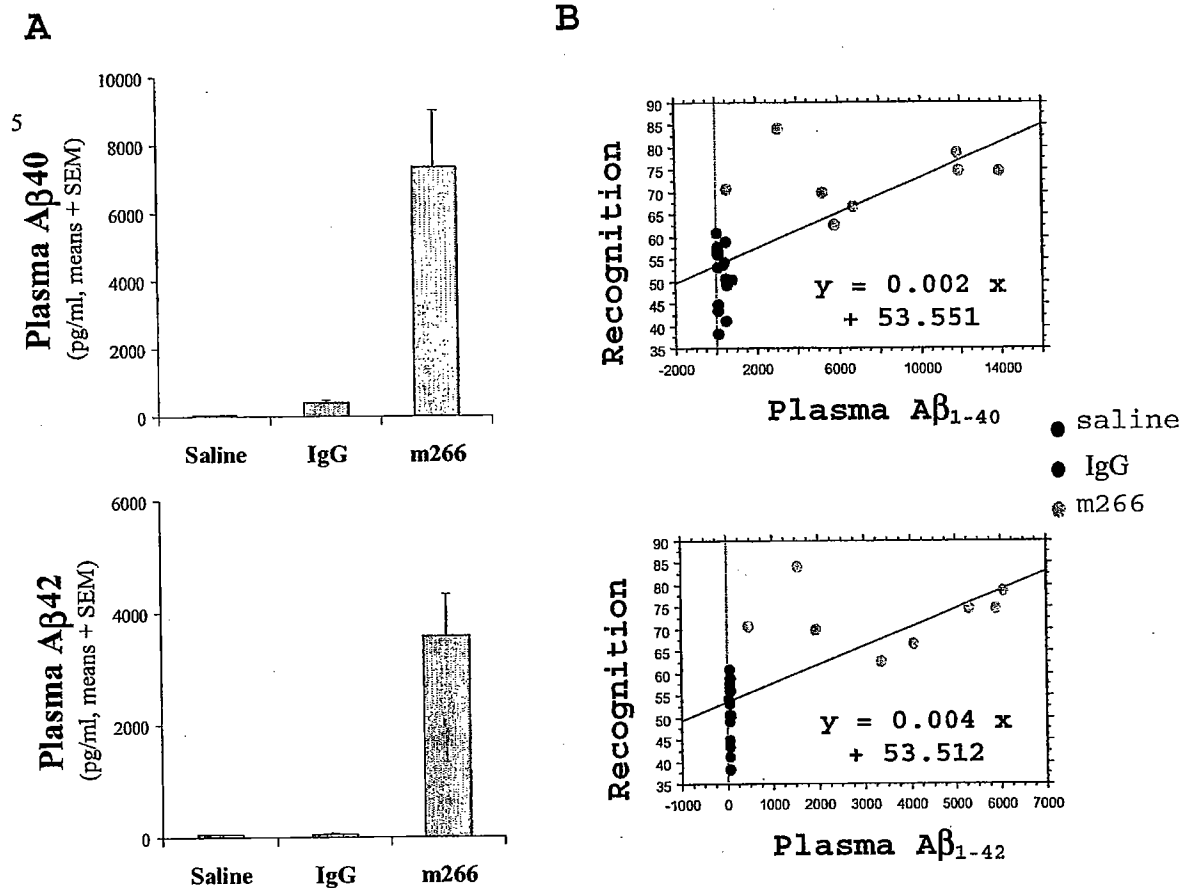 A
5
Plasma Aβ40
(pg/ml, means + SEM)
10000
8000
6000
4000
2000
0
Saline IgG m266
Plasma Aβ42
(pg/ml, means + SEM)
6000
4000
2000
0
Saline IgG m266
B
Recognition
90
85
80
75
70
65
60
55
50
45
40
35
y = 0.002 x
+ 53.551
-2000 2000 6000 10000 14000
Plasma Aβ1-40
saline
IgG
m266
Recognition
90
85
80
75
70
65
60
55
50
45
40
35
y = 0.004 x
+ 53.512
-1000 0 1000 2000 3000 4000 5000 6000 7000
Plasma Aβ1-42